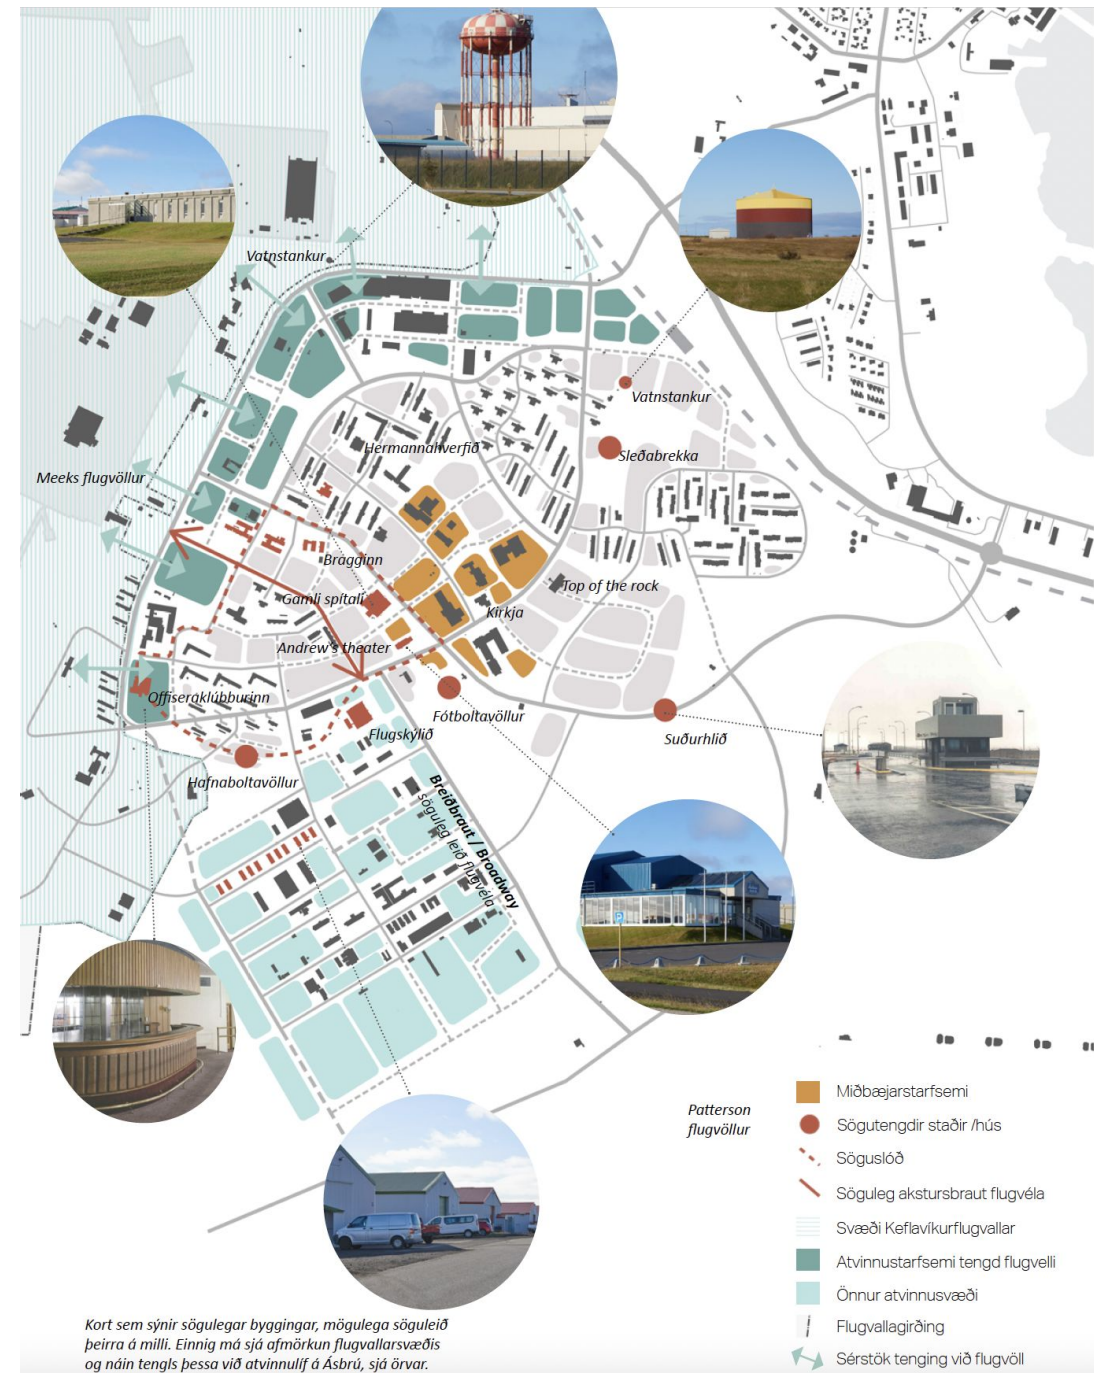 Vatnstankur
Vatnstankur
Hermannahverfið
Sleðabrekka
Meeks flugvöllur
Bragginn
Top of the rock
Gamli spítali
Kirkja
Andrew's theater
Offiseraklúbburinn
Fótboltavöllur
Flugskýlið
Suðurhlið
Hafnaboltavöllur
Breiðbraut / Broadway
söguleg leið flugvéla
P
Patterson
flugvöllur
Miðbæjarstarfsemi
Sögutengdir staðir /hús
Söguslóð
Söguleg akstursbraut flugvéla
Svæði Keflavíkurflugvallar
Atvinnustarfsemi tengd flugvelli
Önnur atvinnusvæði
Flugvallagirðing
Sérstök tenging við flugvöll
Kort sem sýnir sögulegar byggingar, mögulega söguleið
þeirra á milli. Einnig má sjá afmörkun flugvallarsvæðis
og náin tengls þessa við atvinnulíf á Ásbrú, sjá örvar.